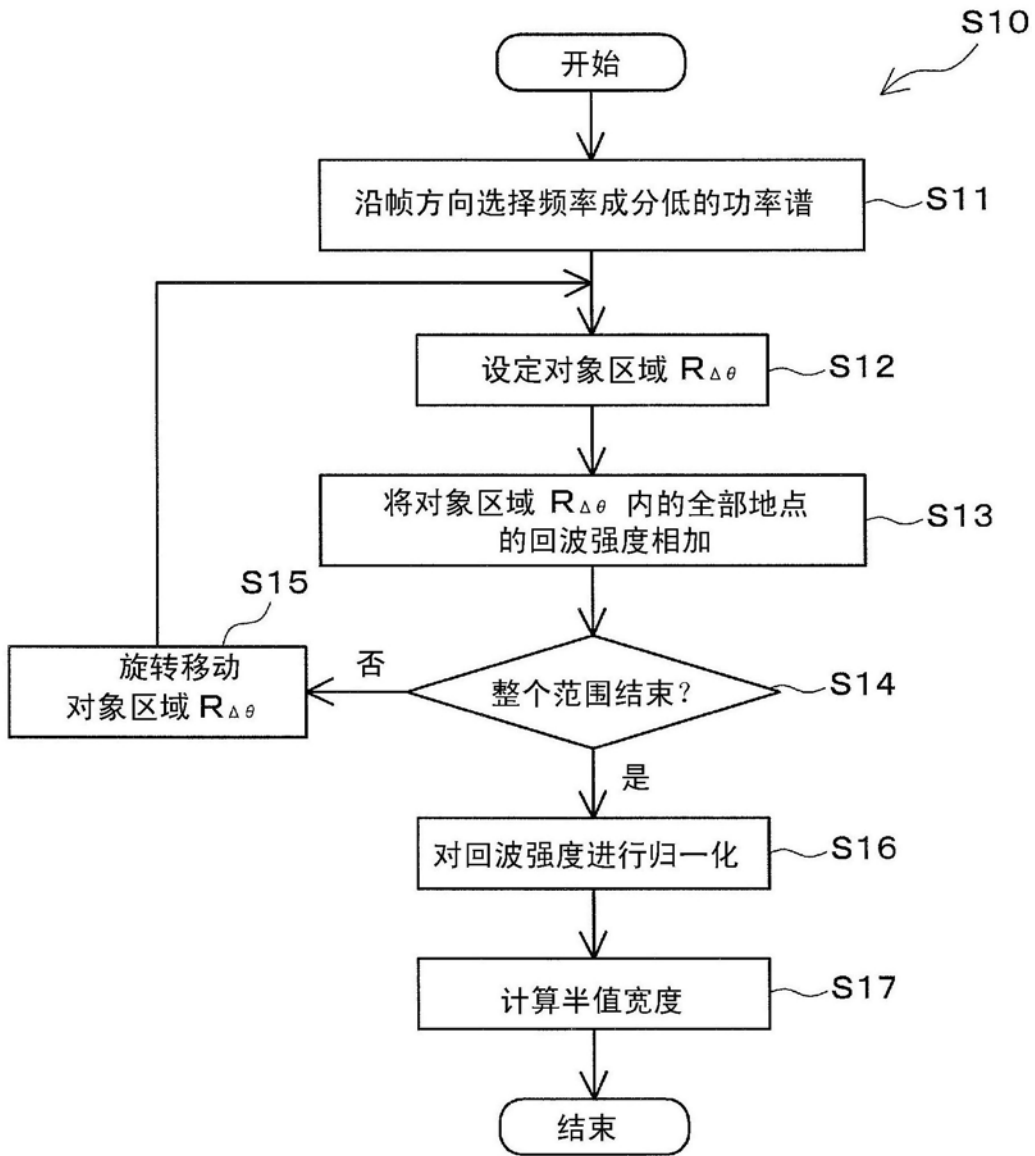 S10
开始
沿帧方向选择频率成分低的功率谱
S11
设定对象区域 RΔθ
S12
将对象区域 RΔθ 内的全部地点
的回波强度相加
S13
S15
旋转移动
对象区域 RΔθ
否
整个范围结束？
S14
是
对回波强度进行归一化
S16
计算半值宽度
S17
结束